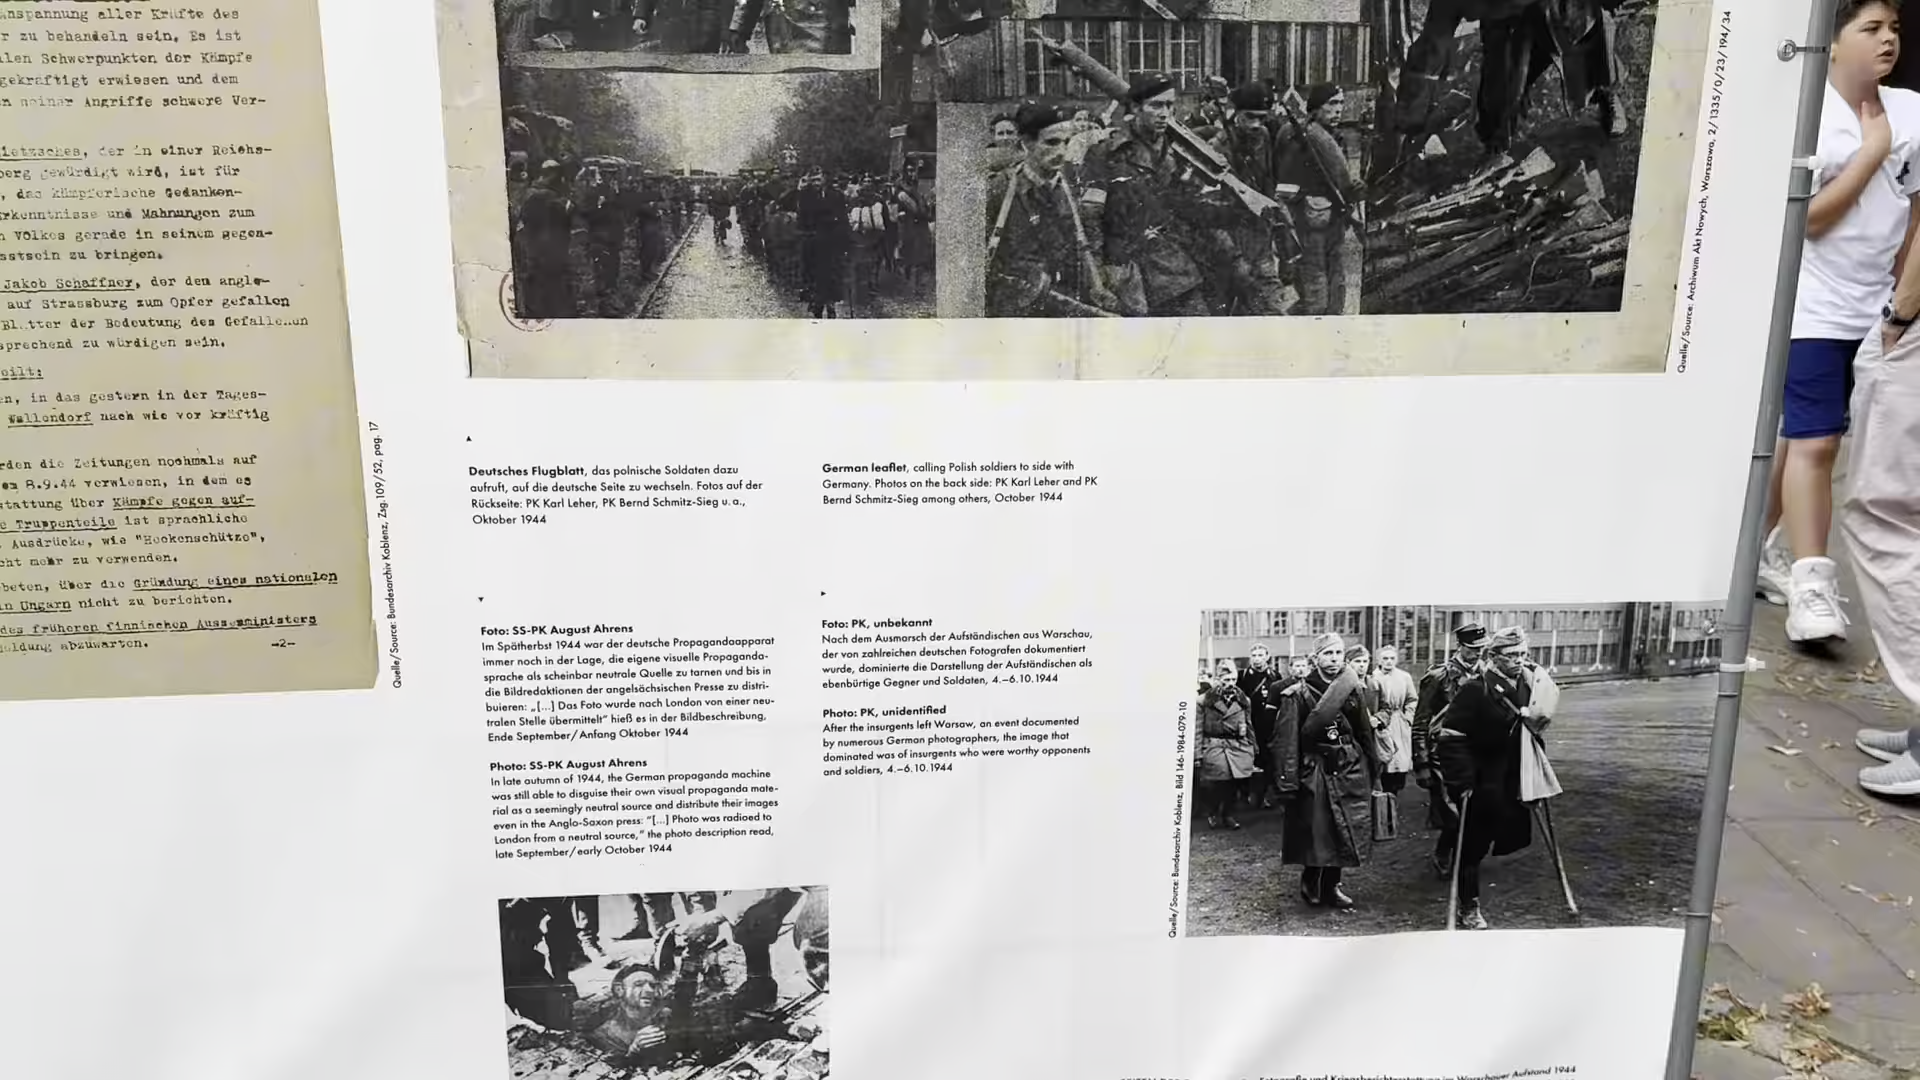 nspannung aller Kräfte des
r zu behandeln sein. Es ist
len Schwerpunkten der Kämpfe
gekräftigt erwiesen und dem
n seiner Angriffe schwere Ver-
ietzsches, der in einer Reichs-
berg gewürdigt wird, ist für
, das kämpferische Gedanken-
rkenntnisse und Mahnungen zum
n Volkes gerade in seinem gegen-
sstsein zu bringen.
Jakob Schaffner, der den angle-
auf Strassburg zum Opfer gefallen
der Bedeutung des
sprechend zu würdigen sein.
eilt:
en, in das gestern in der Tages-
Wallendorf nach wie vor kräftig
rden die Zeitungen nochmals auf
8.9.44 verwiesen, in dem es
stattung über Kämpfe gegen auf-
e Truppenteile ist sprachliche
Ausdrücke, wie "Heckenschütze",
cht mehr zu verwenden.
beten, über die Gründung eines nationalen
in Ungarn nicht zu berichten.
des früheren finnischen Aussenministers
eldung abzuwarten.
-2-
Quelle/Source: Bundesarchiv Koblenz, Zsg. 109/52, pag. 17
Quelle/Source: Archiwum Akt Nowych, Warszawa, 2/1335/0/23/194/34
Deutsches Flugblatt, das polnische Soldaten dazu
aufruft, auf die deutsche Seite zu wechseln. Fotos auf der
Rückseite: PK Karl Leher, PK Bernd Schmitz-Sieg u. a.,
Oktober 1944
German leaflet, calling Polish soldiers to side with
Germany. Photos on the back side: PK Karl Leher and PK
Bernd Schmitz-Sieg among others, October 1944
Foto: SS-PK August Ahrens
Im Spätherbst 1944 war der deutsche Propagandaapparat
immer noch in der Lage, die eigene visuelle Propaganda-
sprache als scheinbar neutrale Quelle zu tarnen und bis in
die Bildredaktionen der angelsächsischen Presse zu distri-
buieren: „[...] Das Foto wurde nach London von einer neu-
tralen Stelle übermittelt" hieß es in der Bildbeschreibung,
Ende September/Anfang Oktober 1944
Photo: SS-PK August Ahrens
In late autumn of 1944, the German propaganda machine
was still able to disguise their own visual propaganda mate-
rial as a seemingly neutral source and distribute their images
even in the Anglo-Saxon press: "[...] Photo was radioed to
London from a neutral source," the photo description read,
late September/early October 1944
Foto: PK, unbekannt
Nach dem Ausmarsch der Aufständischen aus Warschau,
der von zahlreichen deutschen Fotografen dokumentiert
wurde, dominierte die Darstellung der Aufständischen als
ebenbürtige Gegner und Soldaten, 4.–6.10.1944
Photo: PK, unidentified
After the insurgents left Warsaw, an event documented
by numerous German photographers, the image that
dominated was of insurgents who were worthy opponents
and soldiers, 4.–6.10.1944
Quelle/Source: Bundesarchiv Koblenz, Bild 146-1984-079-10
Fotografie und Kriegsberichterstattung im Warschauer Aufstand 1944